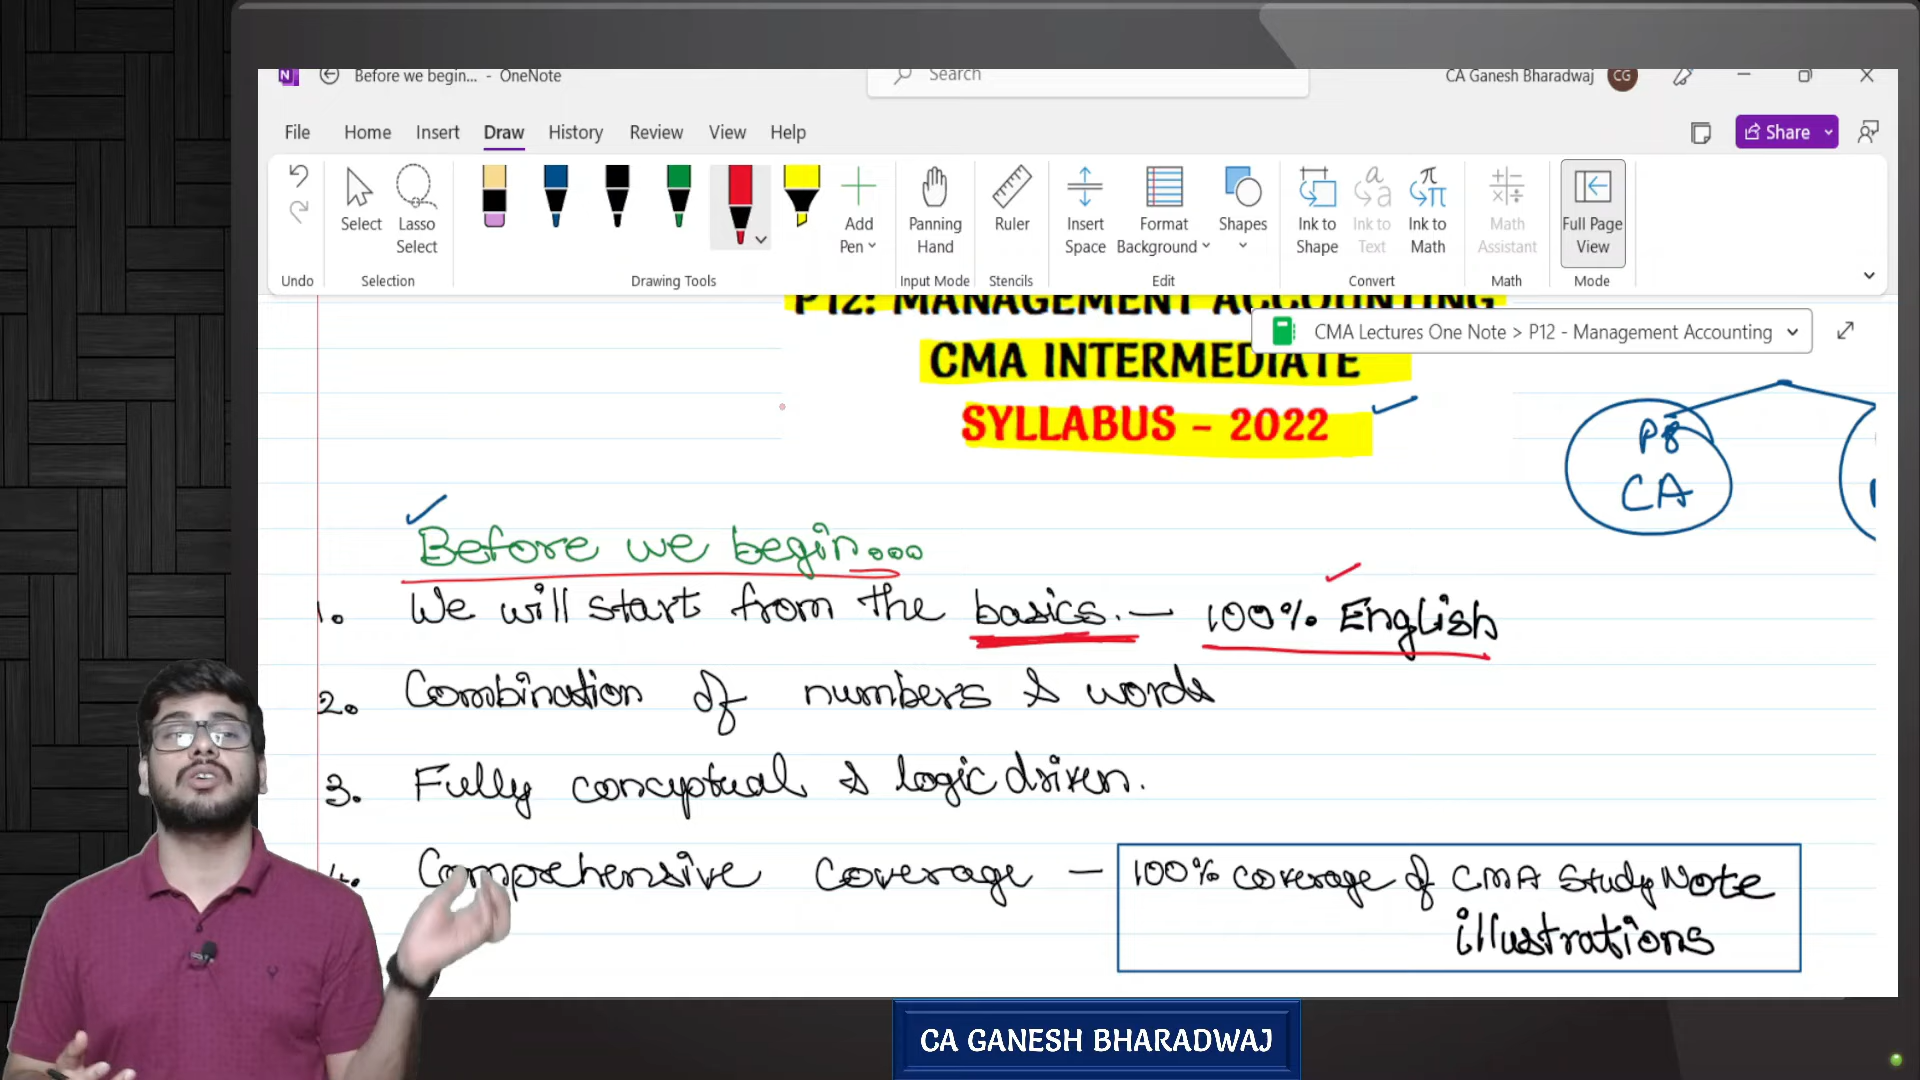 Before we begin... - OneNote
Search
CA Ganesh Bharadwaj CG
File Home Insert Draw History Review View Help
Share
Undo
Select
Lasso Select
Selection
Drawing Tools
Add Pen
Panning Hand
Input Mode
Ruler
Stencils
Insert Space
Format Background
Shapes
Edit
Ink to Shape
Ink to Text
Ink to Math
Convert
Math Assistant
Math
Full Page View
Mode
P12: MANAGEMENT ACCOUNTING
CMA Lectures One Note > P12 - Management Accounting
CMA INTERMEDIATE
SYLLABUS - 2022
P8
CA
Before we begin...
1. We will start from the basics. — 100% English
2. Combination of numbers & words
3. Fully conceptual & logic driven.
4. Comprehensive coverage — 100% coverage of CMA Study Note
illustrations
CA GANESH BHARADWAJ